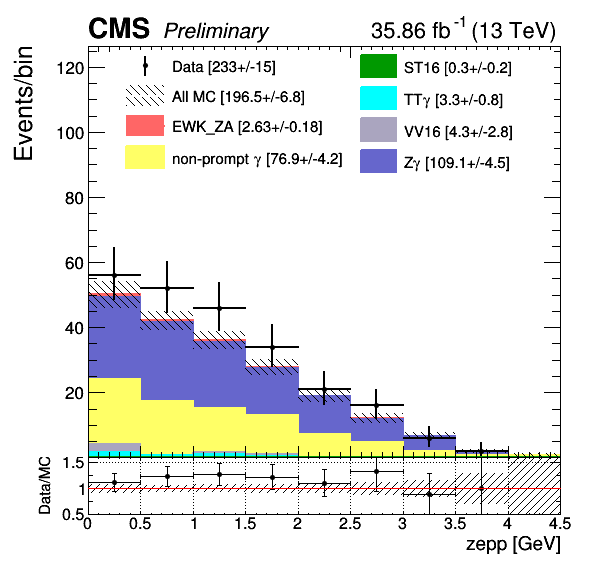 CMS Preliminary 35.86 fb⁻¹ (13 TeV)
Events/bin
Data [233+/-15]
All MC [196.5+/-6.8]
EWK_ZA [2.63+/-0.18]
non-prompt γ [76.9+/-4.2]
ST16 [0.3+/-0.2]
TTγ [3.3+/-0.8]
VV16 [4.3+/-2.8]
Zγ [109.1+/-4.5]
120
100
80
60
40
20
Data/MC
1.5
1
0.5
0 0.5 1 1.5 2 2.5 3 3.5 4 4.5
zepp [GeV]